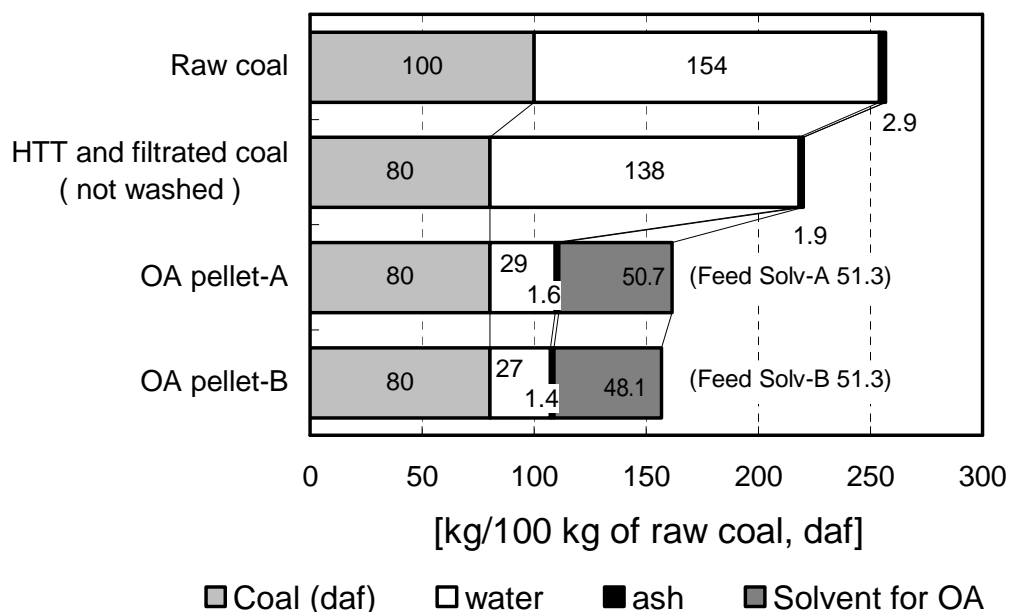 Raw coal
100
154
2.9
HTT and filtrated coal
( not washed )
80
138
1.9
OA pellet-A
80
29
1.6
50.7
(Feed Solv-A 51.3)
OA pellet-B
80
27
1.4
48.1
(Feed Solv-B 51.3)
0 50 100 150 200 250 300
[kg/100 kg of raw coal, daf]
Coal (daf) water ash Solvent for OA